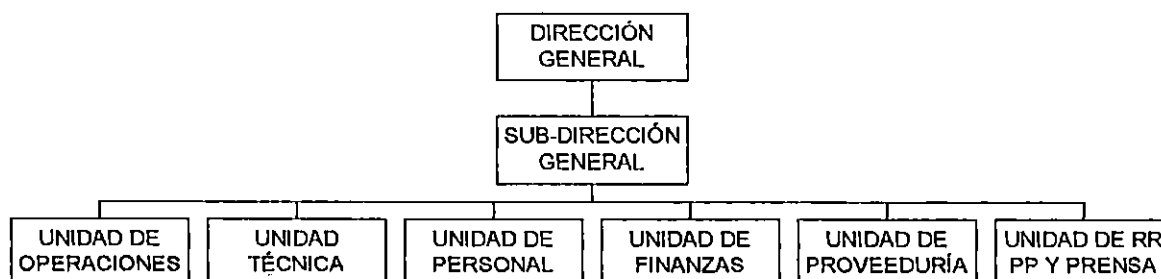 DIRECCIÓN
GENERAL
SUB-DIRECCIÓN
GENERAL
UNIDAD DE
OPERACIONES
UNIDAD
TÉCNICA
UNIDAD DE
PERSONAL
UNIDAD DE
FINANZAS
UNIDAD DE
PROVEEDURÍA
UNIDAD DE RR
PP Y PRENSA